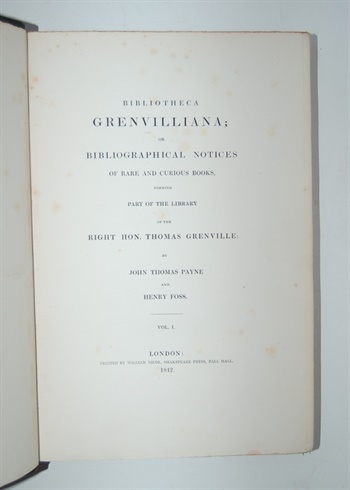 BIBLIOTHECA
GRENVILLIANA;
OR
BIBLIOGRAPHICAL NOTICES
OF RARE AND CURIOUS BOOKS,
FORMING
PART OF THE LIBRARY
OF THE
RIGHT HON. THOMAS GRENVILLE:
BY
JOHN THOMAS PAYNE
AND
HENRY FOSS.
VOL. I.
LONDON:
PRINTED BY WILLIAM NICOL, SHAKSPEARE PRESS, PALL MALL.
1842.